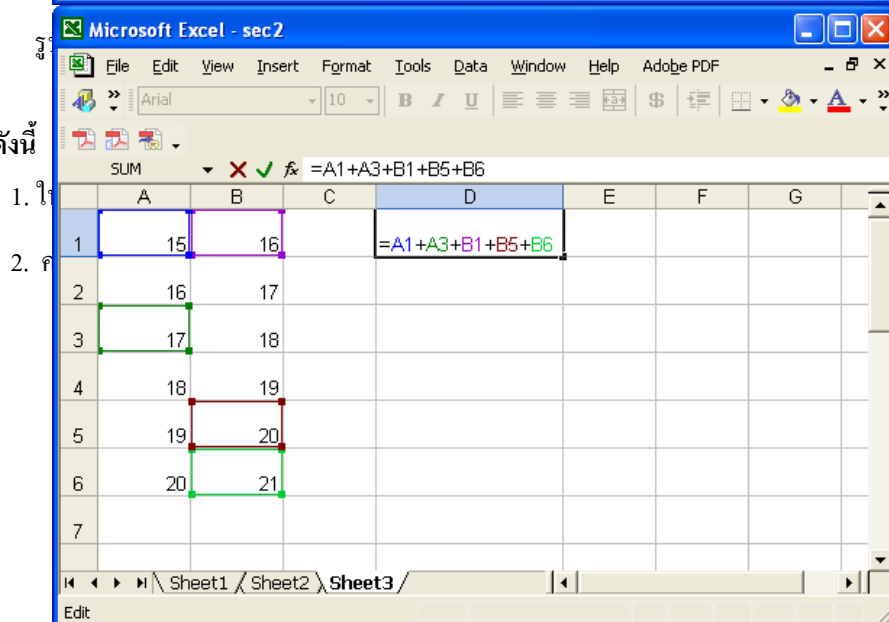 Microsoft Excel - sec2
File Edit View Insert Format Tools Data Window Help Adobe PDF
Arial 10 B I U $ A
ดังนี้
SUM fx =A1+A3+B1+B5+B6
1.
A B C D E F G
1 15 16 =A1+A3+B1+B5+B6
2.
2 16 17
3 17 18
4 18 19
5 19 20
6 20 21
7
Sheet1 Sheet2 Sheet3
Edit